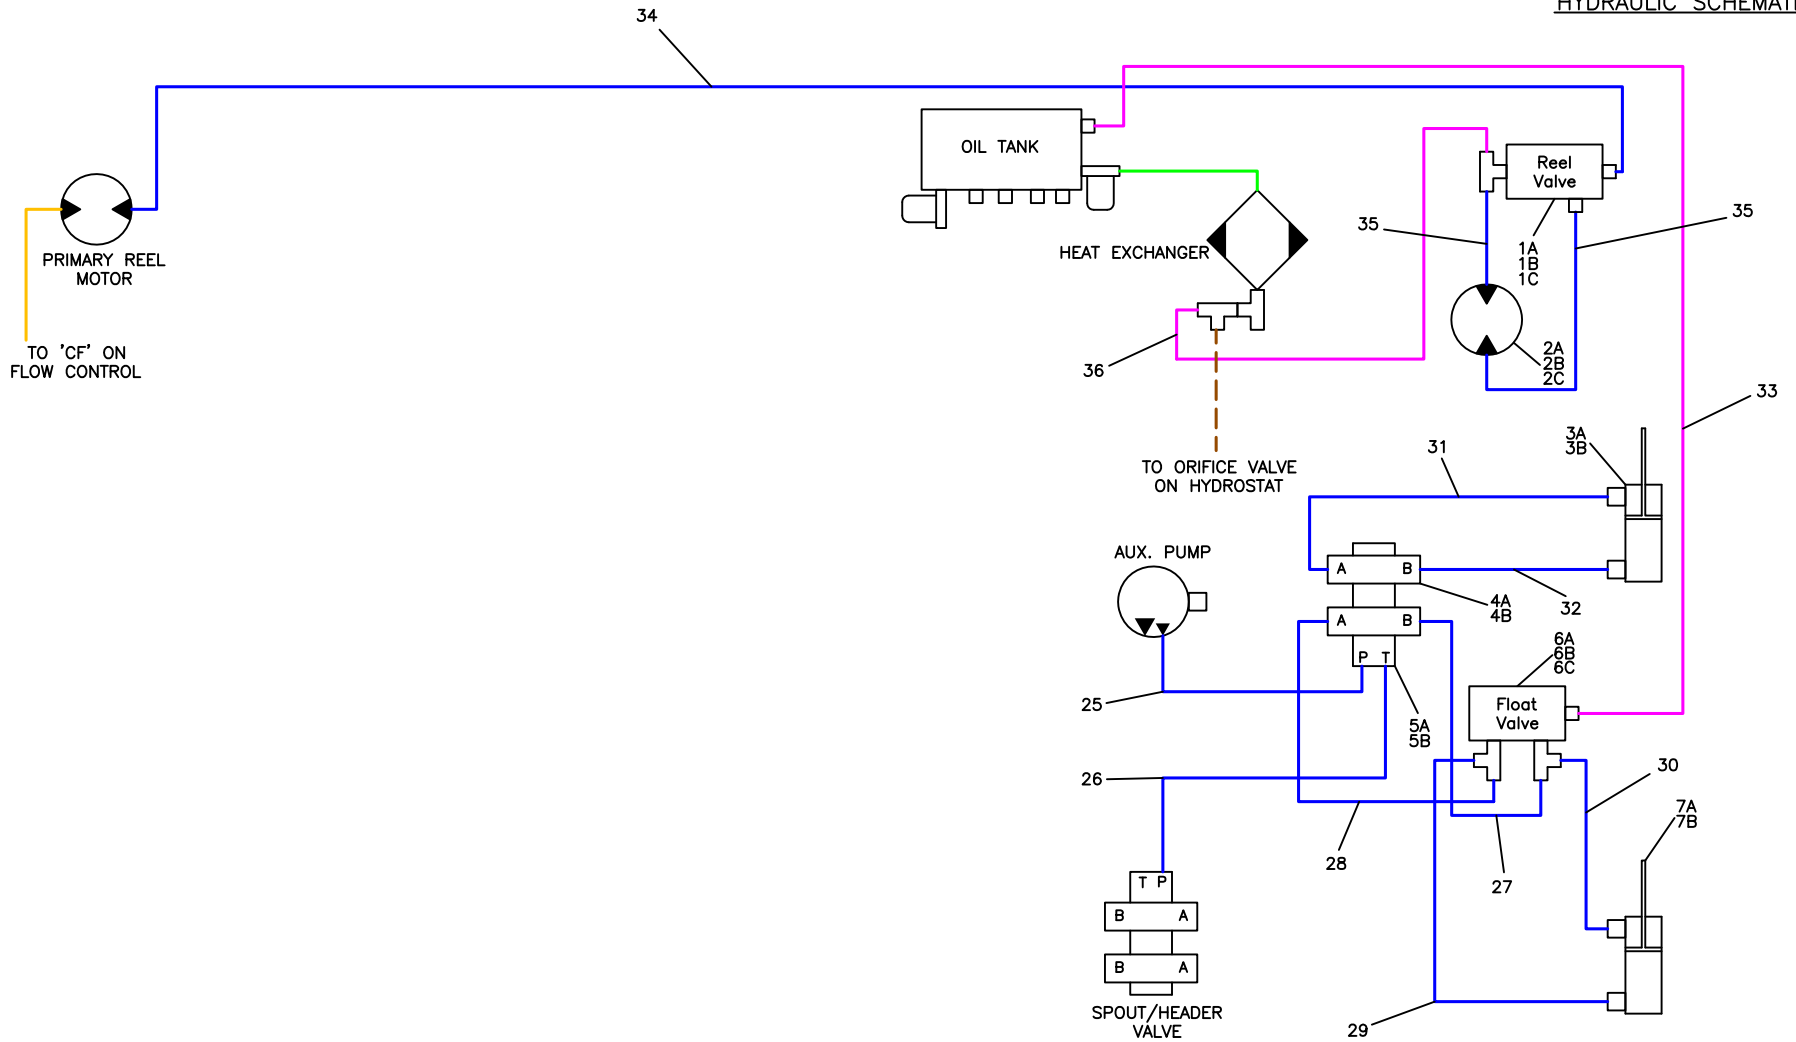 HYDRAULIC SCHEMATI
34
OIL TANK
Reel
Valve
PRIMARY REEL
MOTOR
35
35
HEAT EXCHANGER
1A
1B
1C
TO 'CF' ON
FLOW CONTROL
2A
2B
2C
36
33
TO ORIFICE VALVE
ON HYDROSTAT
31
3A
3B
AUX. PUMP
A B
32
4A
4B
A B
P T
6A
6B
6C
25
Float
Valve
5A
5B
26
30
28
27
7A
7B
T P
B A
B A
SPOUT/HEADER
VALVE
29